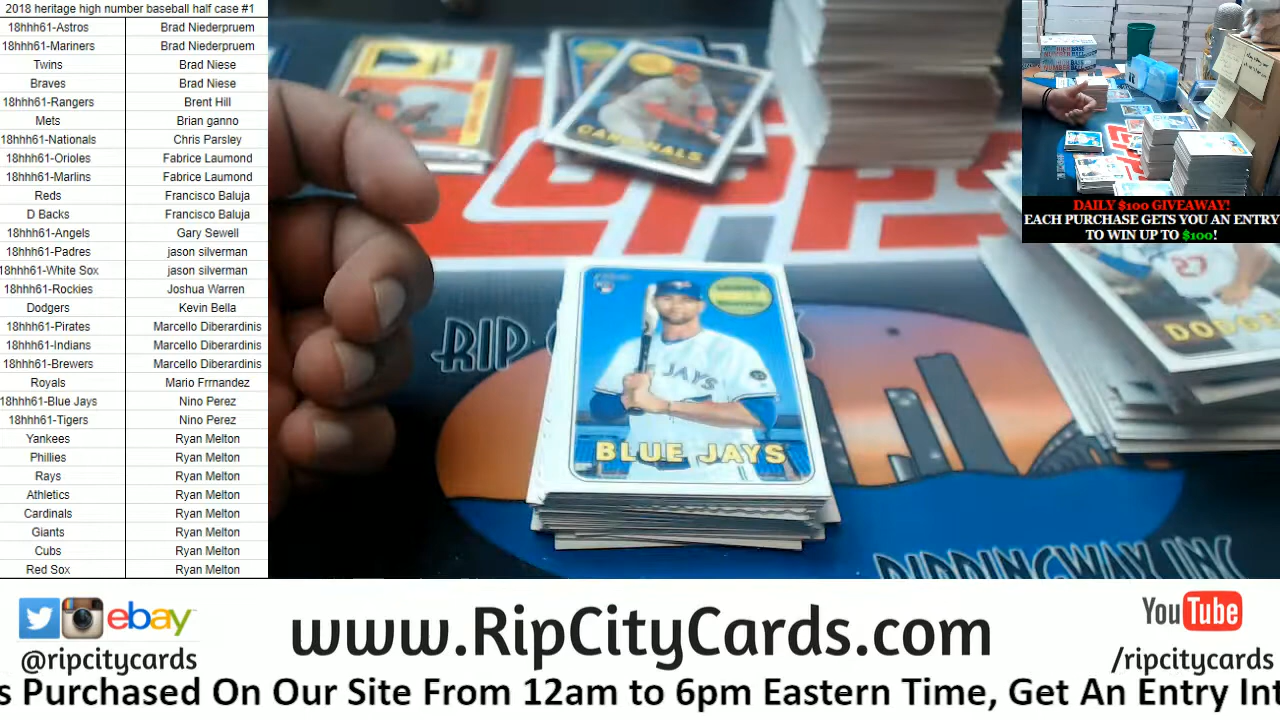 2018 heritage high number baseball half case #1
18hhh61-Astros Brad Niederpruem
18hhh61-Mariners Brad Niederpruem
Twins Brad Niese
Braves Brad Niese
18hhh61-Rangers Brent Hill
Mets Brian ganno
18hhh61-Nationals Chris Parsley
18hhh61-Orioles Fabrice Laumond
18hhh61-Marlins Fabrice Laumond
Reds Francisco Baluja
D Backs Francisco Baluja
18hhh61-Angels Gary Sewell
18hhh61-Padres jason silverman
18hhh61-White Sox jason silverman
18hhh61-Rockies Joshua Warren
Dodgers Kevin Bella
18hhh61-Pirates Marcello Diberardinis
18hhh61-Indians Marcello Diberardinis
18hhh61-Brewers Marcello Diberardinis
Royals Mario Frrnandez
18hhh61-Blue Jays Nino Perez
18hhh61-Tigers Nino Perez
Yankees Ryan Melton
Phillies Ryan Melton
Rays Ryan Melton
Athletics Ryan Melton
Cardinals Ryan Melton
Giants Ryan Melton
Cubs Ryan Melton
Red Sox Ryan Melton
CARDINALS
RIP
JAYS
BLUE JAYS
27
DODGE
RIPPINGWAX INC
DAILY $100 GIVEAWAY!
EACH PURCHASE GETS YOU AN ENTRY
TO WIN UP TO $100!
ebay
@ripcitycards
www.RipCityCards.com
YouTube
/ripcitycards
s Purchased On Our Site From 12am to 6pm Eastern Time, Get An Entry Int